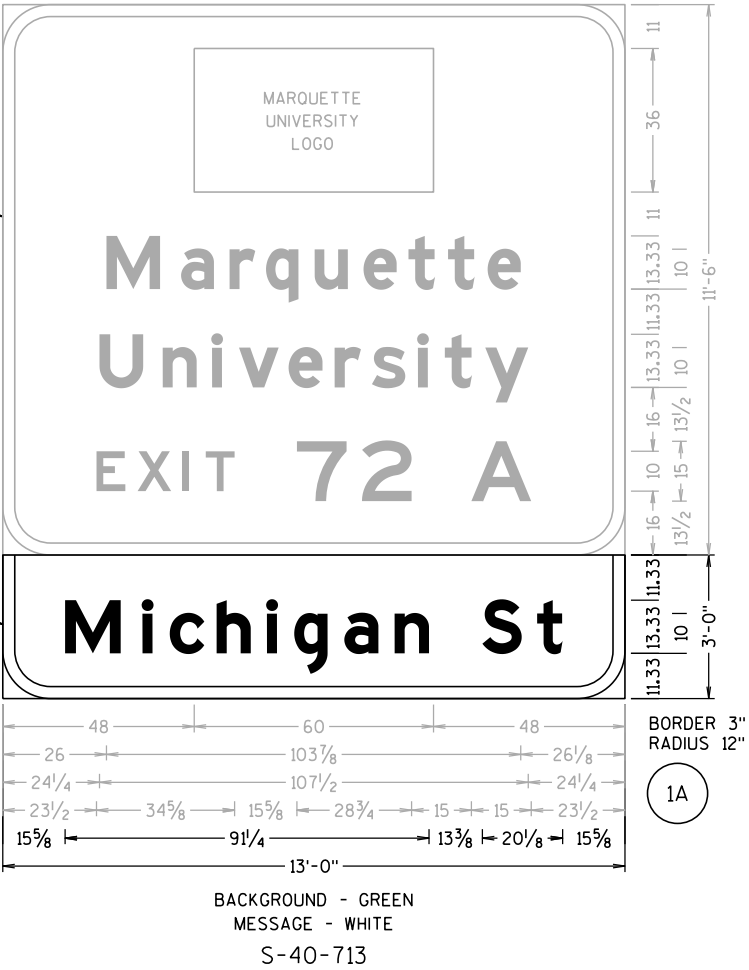 MARQUETTE
UNIVERSITY
LOGO
Marquette
University
EXIT 72 A
Michigan St
11
36
11
13.33
10
11.33
13.33
10
16
13½
10
15
16
13½
11'-6"
11.33
13.33
10
11.33
3'-0"
48 60 48
26 103⅞ 26⅛
24¼ 107½ 24¼
23½ 34⅝ 15⅝ 28¾ 15 15 23½
15⅝ 91¼ 13⅜ 20⅛ 15⅝
13'-0"
BORDER 3"
RADIUS 12"
1A
BACKGROUND - GREEN
MESSAGE - WHITE
S-40-713